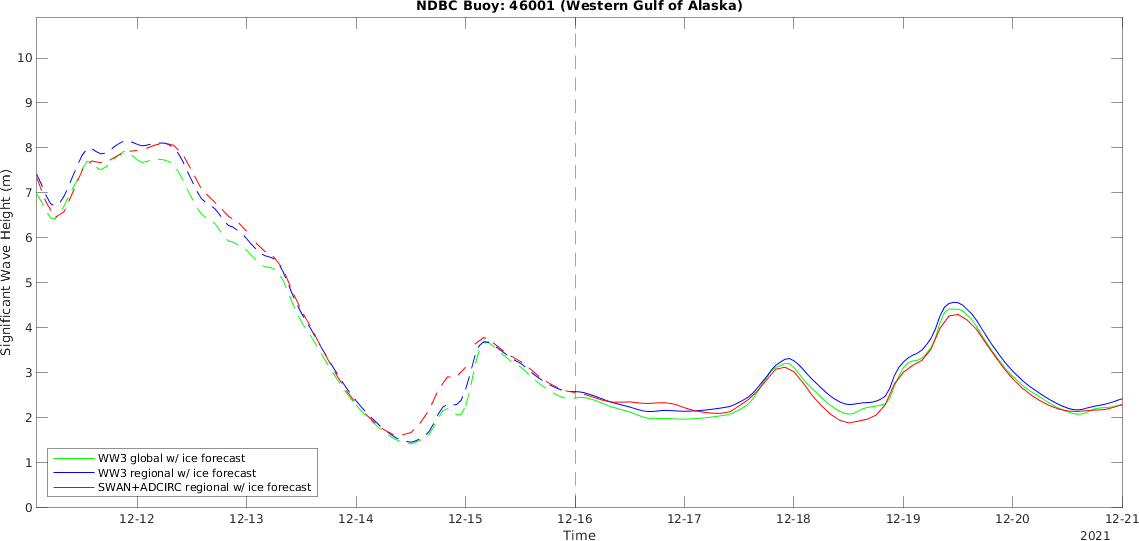 NDBC Buoy: 46001 (Western Gulf of Alaska)
Significant Wave Height (m)
10
9
8
7
6
5
4
3
2
1
0
WW3 global w/ ice forecast
WW3 regional w/ ice forecast
SWAN+ADCIRC regional w/ ice forecast
12-12 12-13 12-14 12-15 12-16 12-17 12-18 12-19 12-20 12-21
Time
2021